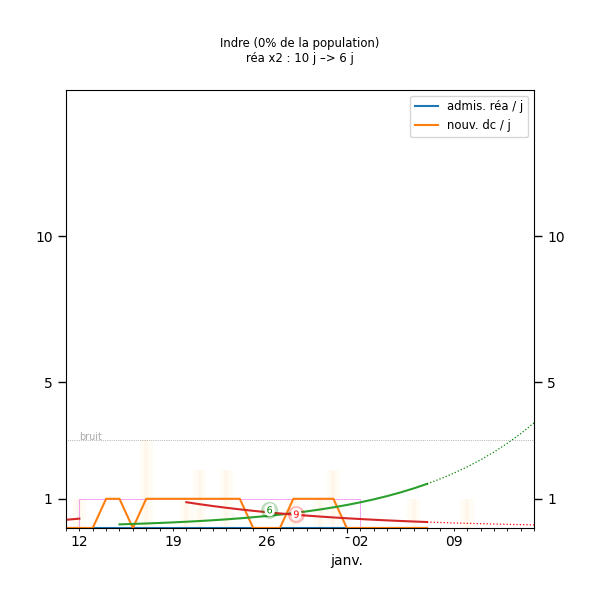 Indre (0% de la population)
réa x2 : 10 j –> 6 j
admis. réa / j
nouv. dc / j
10
10
5
5
bruit
1
1
6
9
12
19
26
02
09
janv.